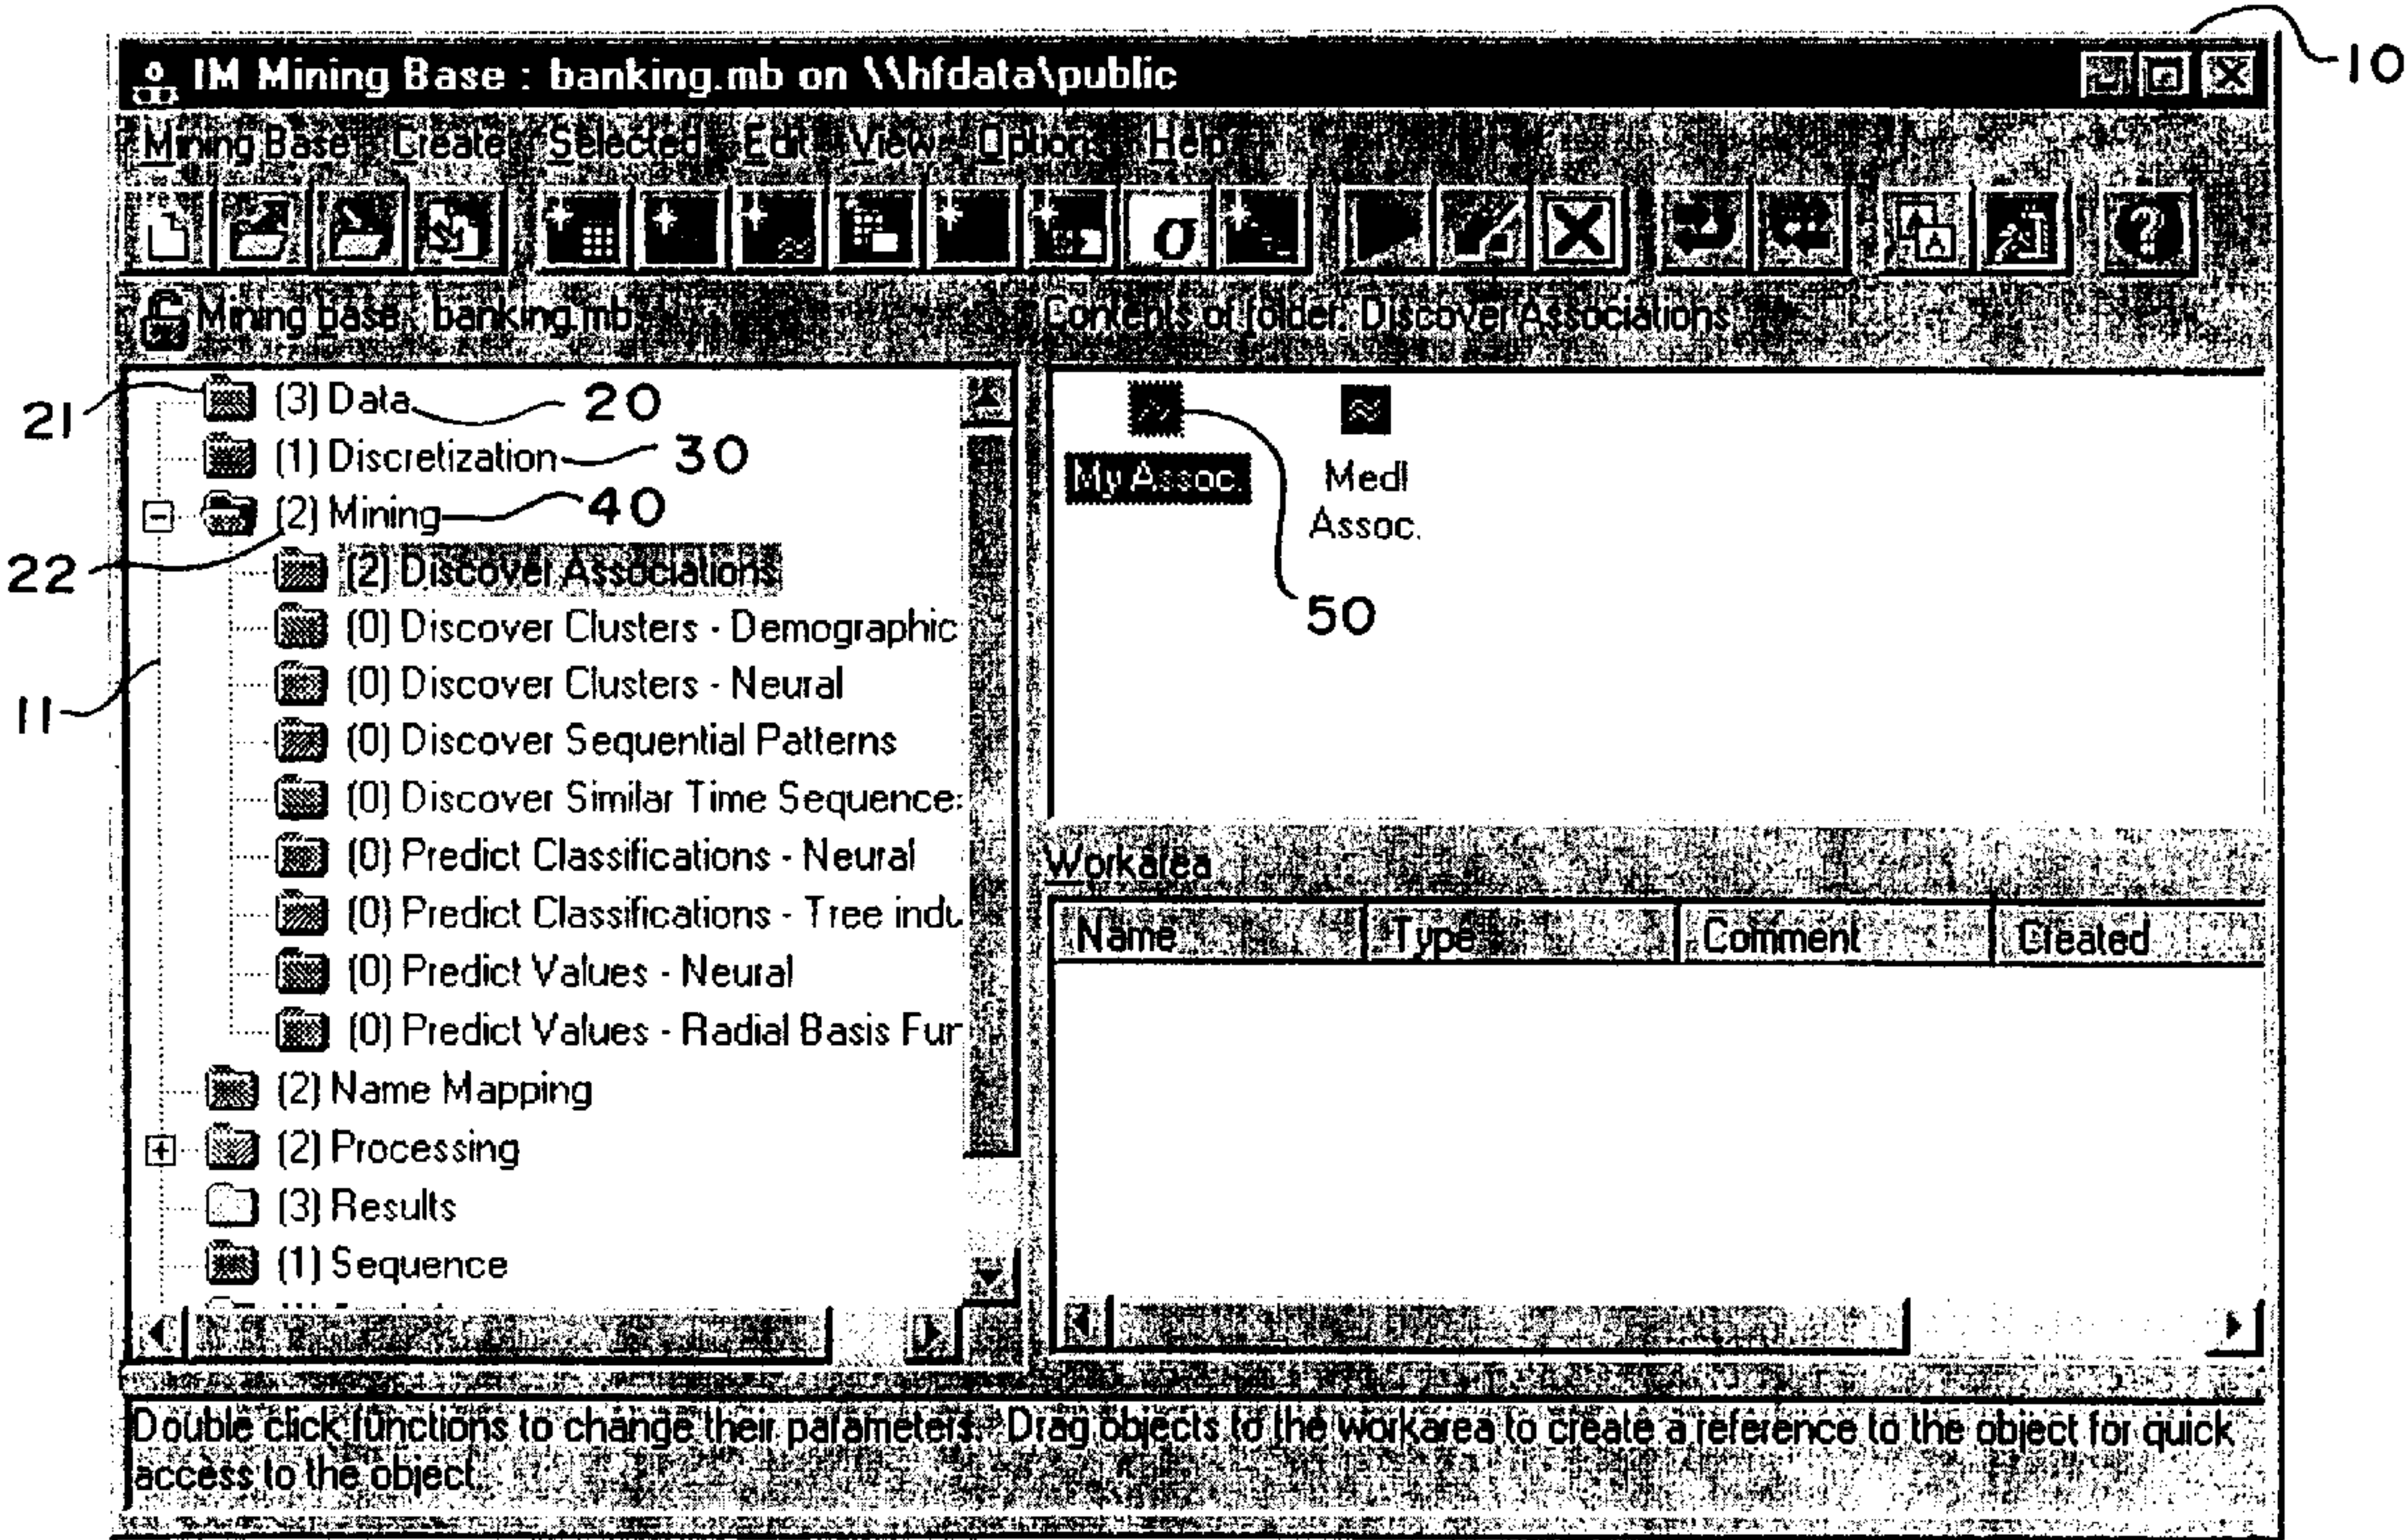 10
IM Mining Base : banking.mb on \\hfdata\public
Mining Base Create Selected Edit View Options Help
σ
?
Mining base: banking.mb
Contents of folder: Discover Associations
21
(3) Data
20
(1) Discretization
30
(2) Mining
40
22
(2) Discover Associations
(0) Discover Clusters - Demographic
(0) Discover Clusters - Neural
11
(0) Discover Sequential Patterns
(0) Discover Similar Time Sequence
(0) Predict Classifications - Neural
(0) Predict Classifications - Tree indu
(0) Predict Values - Neural
(0) Predict Values - Radial Basis Fun
(2) Name Mapping
(2) Processing
(3) Results
(1) Sequence
My Assoc.
Medl
Assoc.
50
Workarea
Name Type Comment Created
Double click functions to change their parameters. Drag objects to the workarea to create a reference to the object for quick
access to the object.